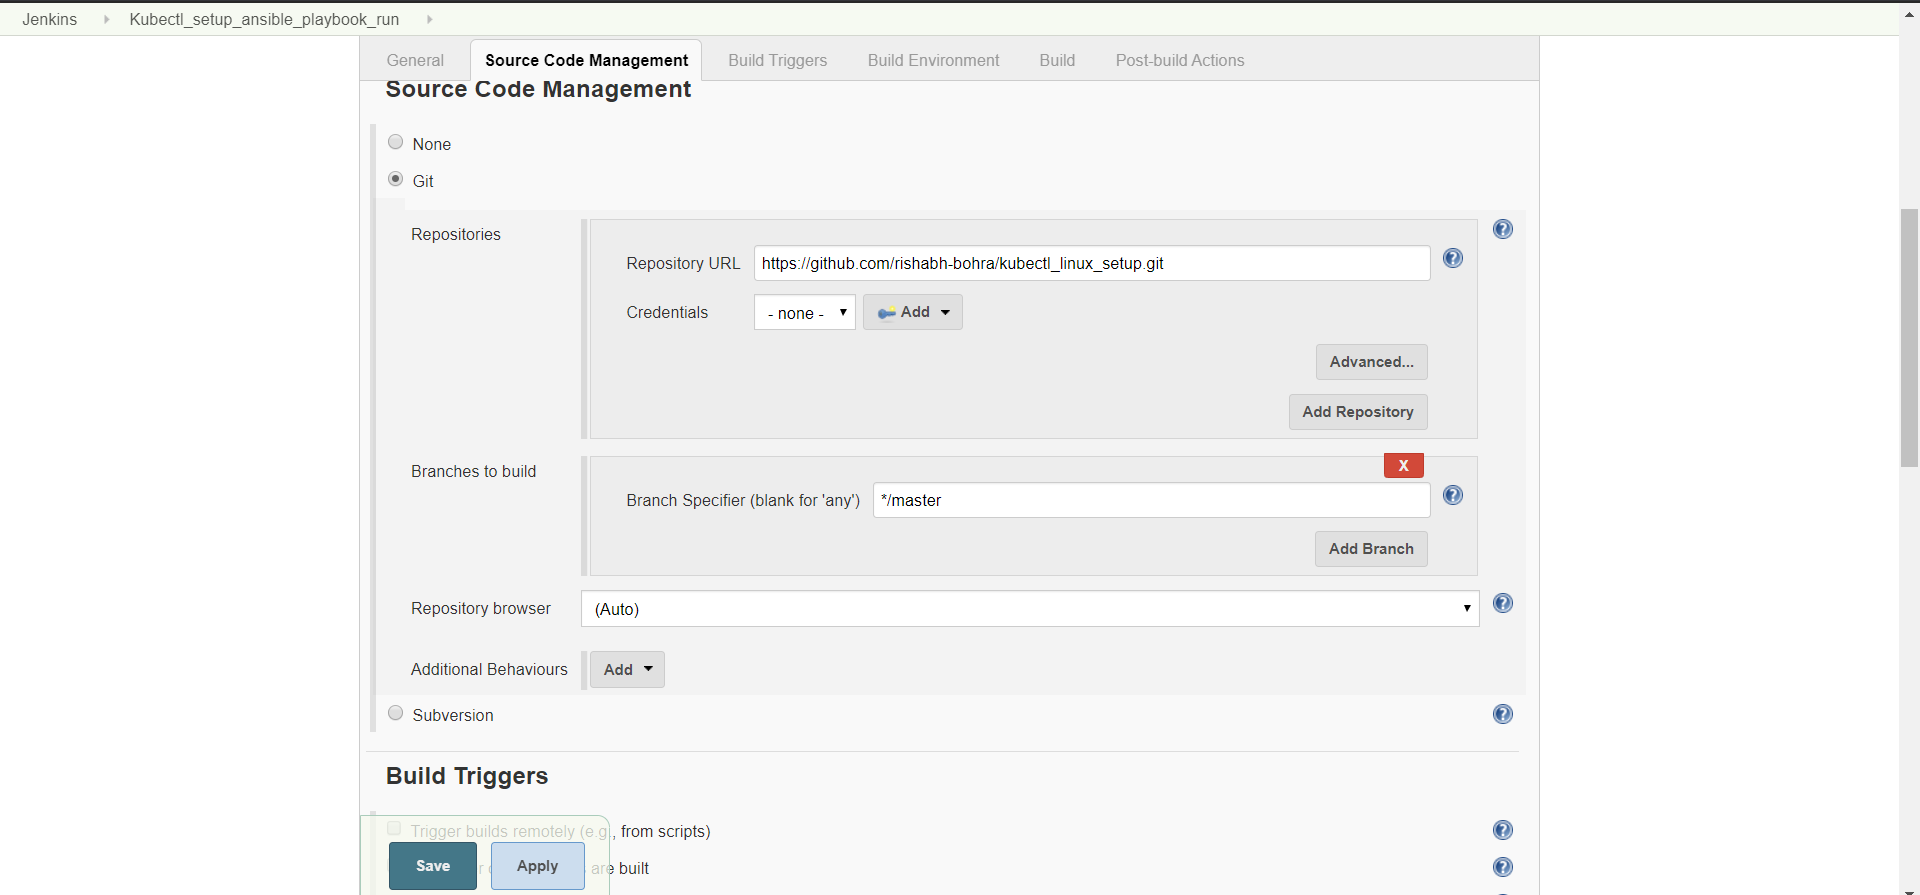 Jenkins Kubectl_setup_ansible_playbook_run
General Source Code Management Build Triggers Build Environment Build Post-build Actions
Source Code Management
None
Git
Repositories
Repository URL https://github.com/rishabh-bohra/kubectl_linux_setup.git
Credentials - none - Add
Advanced...
Add Repository
Branches to build
X
Branch Specifier (blank for 'any') */master
Add Branch
Repository browser (Auto)
Additional Behaviours Add
Subversion
Build Triggers
Trigger builds remotely (e.g., from scripts)
Save Apply are built